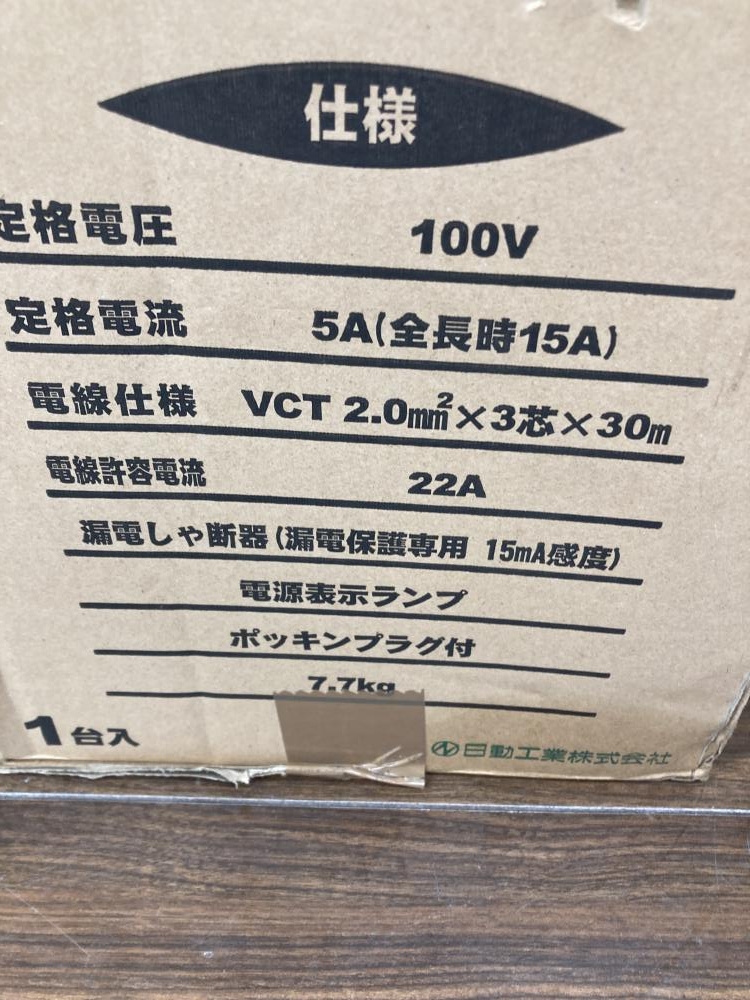 仕様
定格電圧 100V
定格電流 5A(全長時15A)
電線仕様 VCT 2.0mm²×3芯×30m
電線許容電流 22A
漏電しゃ断器(漏電保護専用 15mA感度)
電源表示ランプ
ポッキンプラグ付
7.7kg
1台入
日動工業株式会社